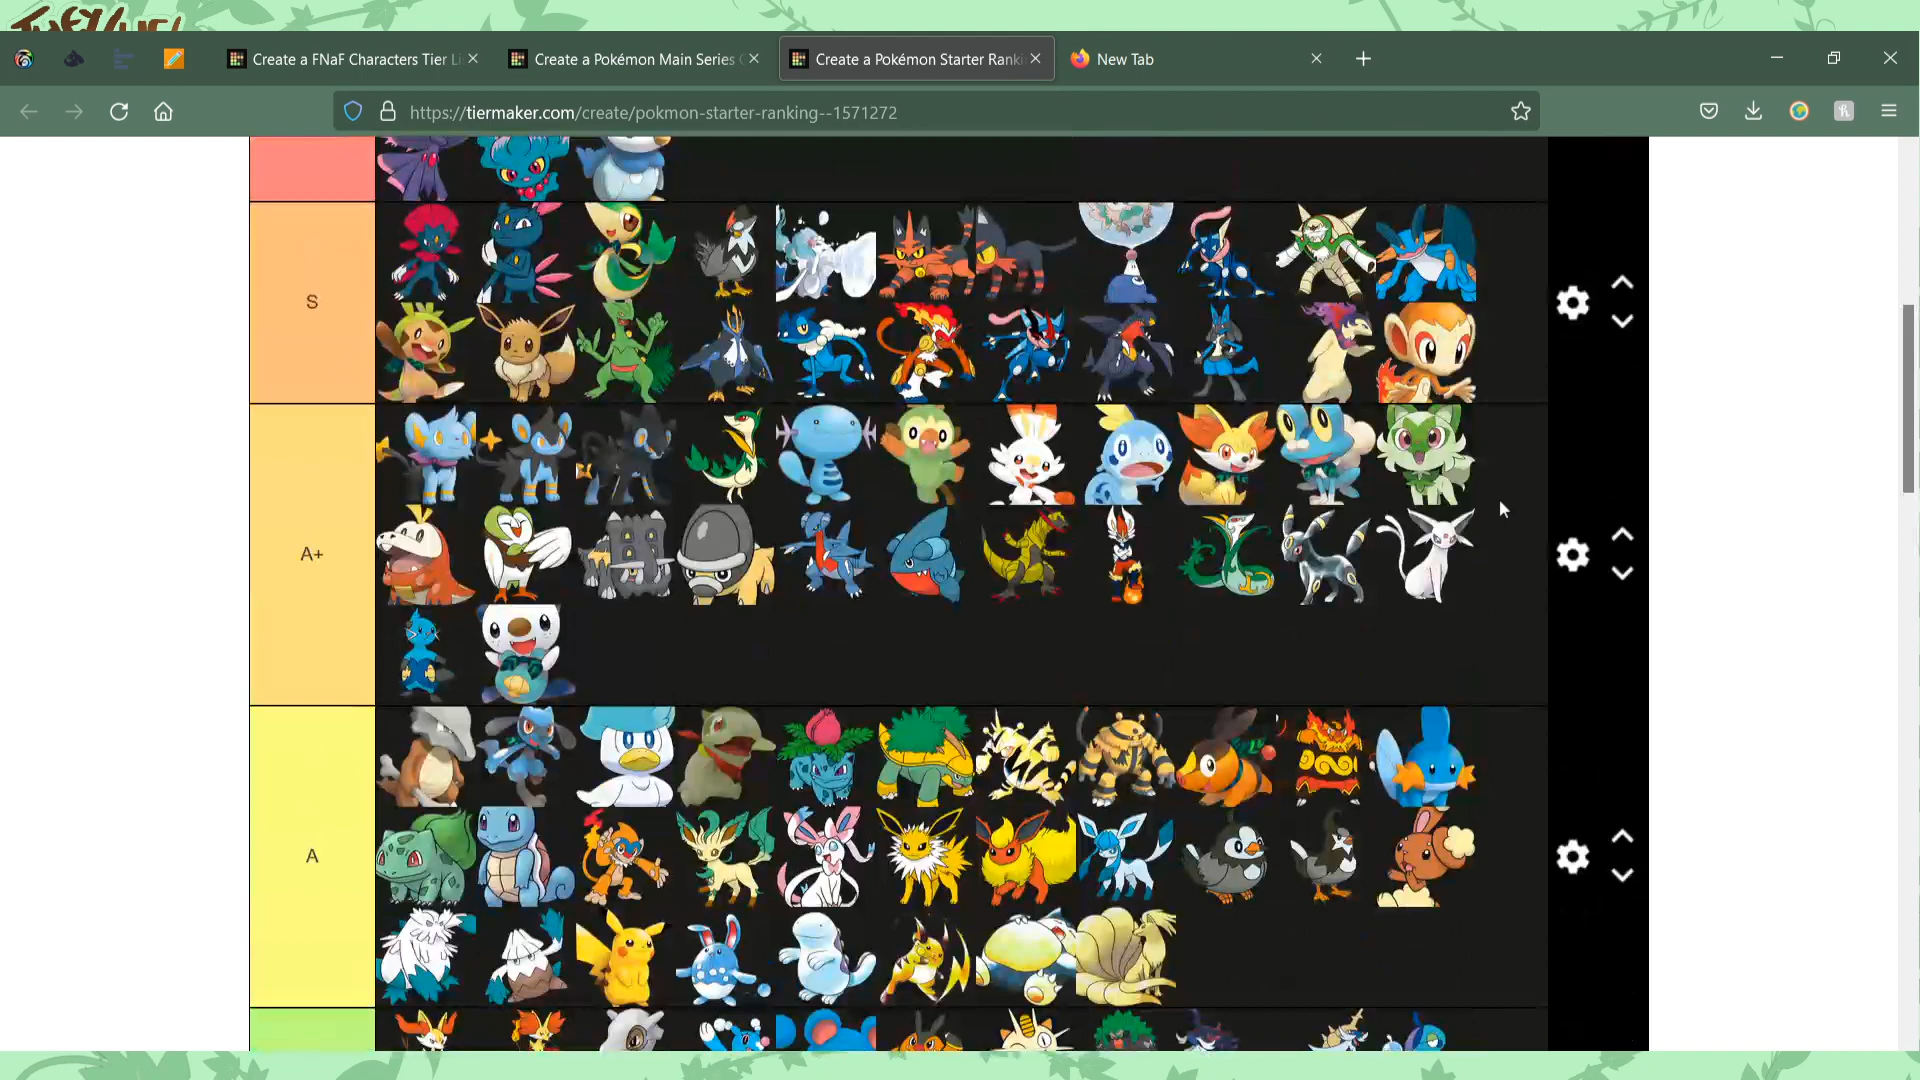 Create a FNaF Characters Tier Li
Create a Pokémon Main Series
Create a Pokémon Starter Ranki
New Tab
https://tiermaker.com/create/pokmon-starter-ranking--1571272
S
A+
A